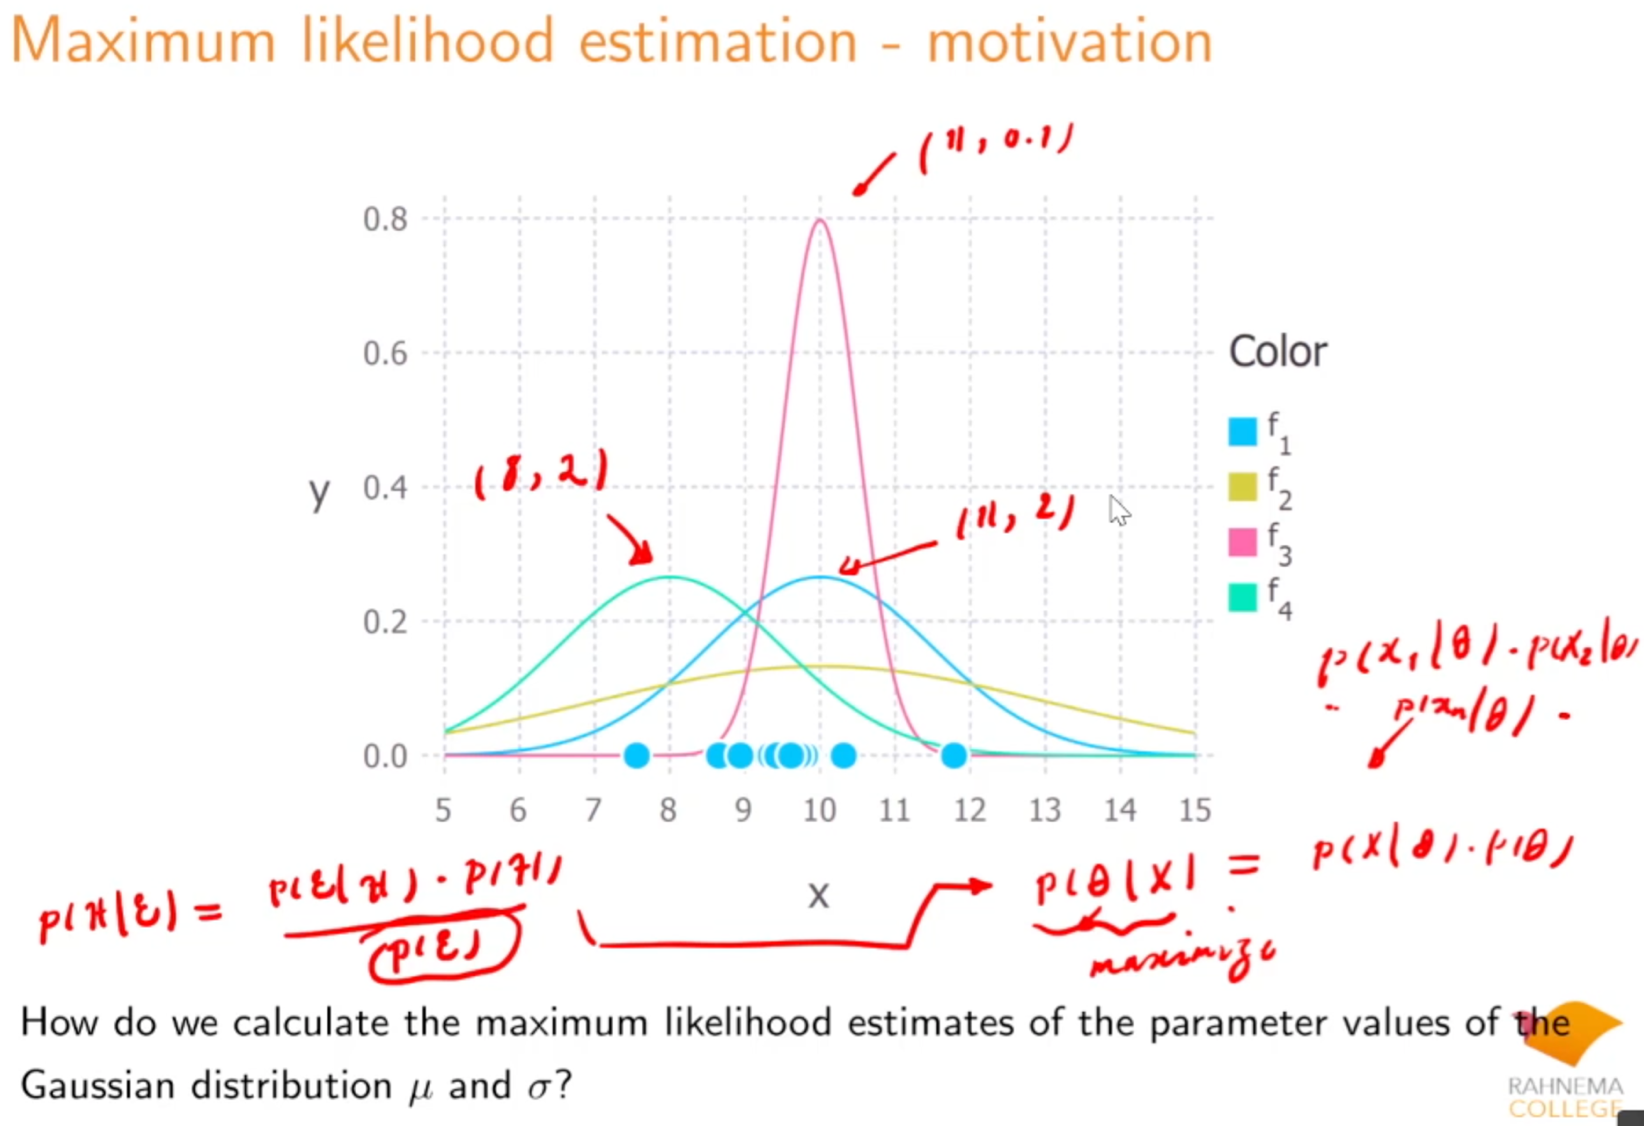 Maximum likelihood estimation - motivation
(11, 0.1)
0.8
0.6
Color
f1
(8, 2)
y
0.4
(11, 2)
f2
f3
f4
0.2
p(x₁|θ) . p(x₂|θ)
.. p(xₙ|θ) .
0.0
5 6 7 8 9 10 11 12 13 14 15
p(H|ε) = p(ε|H) . p(H)
p(ε)
x
p(θ|X) = p(X|θ) . p(θ)
maximize
How do we calculate the maximum likelihood estimates of the parameter values of the
Gaussian distribution μ and σ?
RAHNEMA
COLLEGE